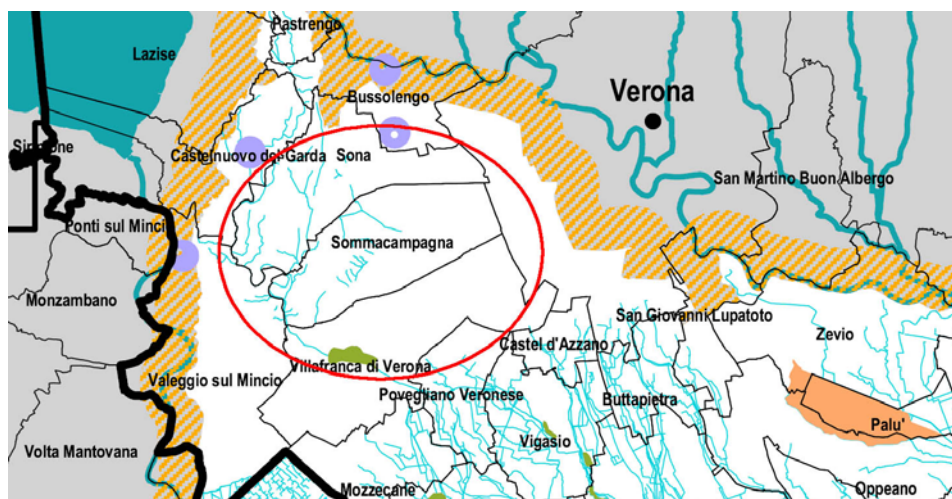 Pastrengo
Lazise
Bussolengo
Verona
Castelnuovo del Garda
Sona
San Martino Buon Albergo
Ponti sul Minci
Sommacampagna
Monzambano
San Giovanni Lupatoto
Zevio
Castel d'Azzano
Villafranca di Verona
Valeggio sul Mincio
Povegliano Veronese
Buttapietra
Palu'
Vigasio
Volta Mantovana
Mozzecane
Oppeano